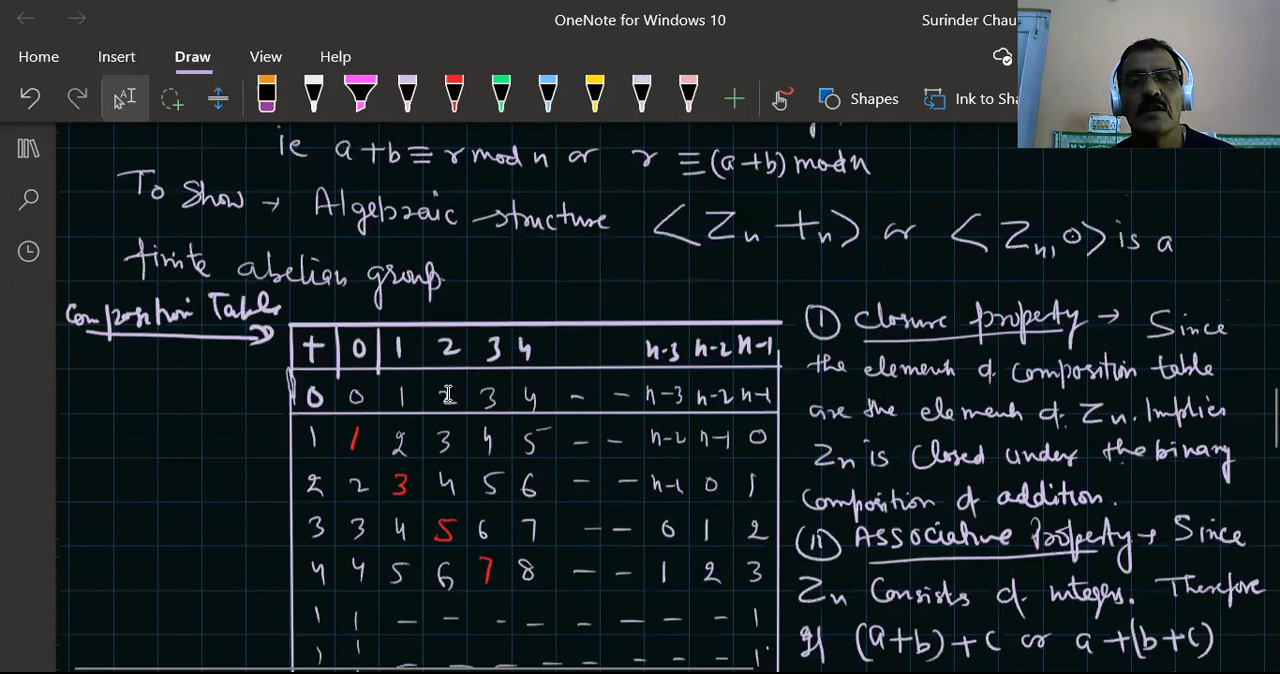 OneNote for Windows 10
Surinder Chau
Home Insert Draw View Help
Shapes Ink to Sha
ie a+b ≡ r mod n or r ≡ (a+b) mod n
To Show → Algebraic structure < Zn +n > or < Zn, ⊙ > is a
finite abelian group
Composition Table
+ 0 1 2 3 4 n-3 n-2 n-1
0 0 1 2 3 4 - - n-3 n-2 n-1
1 1 2 3 4 5 - - n-2 n-1 0
2 2 3 4 5 6 - - n-1 0 1
3 3 4 5 6 7 - - 0 1 2
4 4 5 6 7 8 - - 1 2 3
(I) Closure property → Since
the elements of composition table
are the elements of Zn. Implies
Zn is closed under the binary
Composition of addition.
(II) Associative Property → Since
Zn Consists of integers. Therefore
If (a+b)+c or a+(b+c)